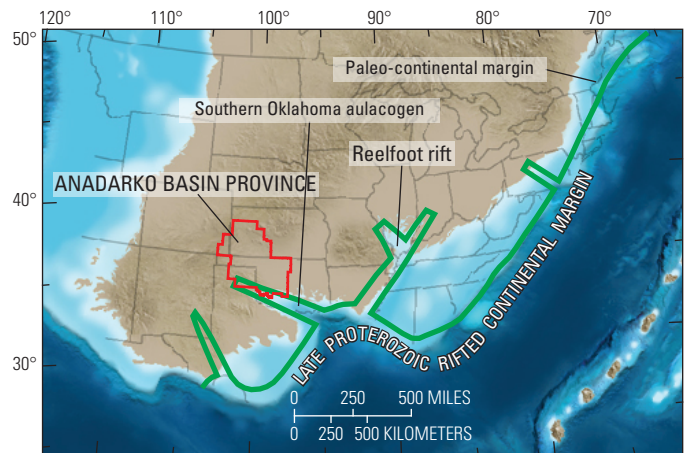 120° 110° 100° 90° 80° 70°
50°
Paleo-continental margin
Southern Oklahoma aulacogen
Reelfoot rift
ANADARKO BASIN PROVINCE
40°
LATE PROTEROZOIC RIFTED CONTINENTAL MARGIN
30°
0 250 500 MILES
0 250 500 KILOMETERS